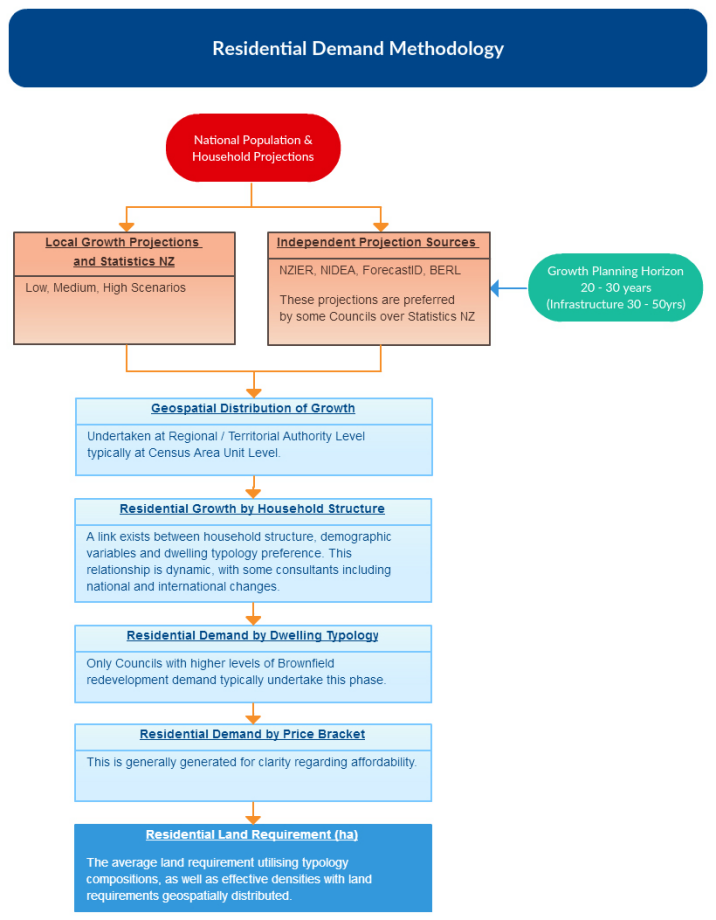 Residential Demand Methodology
National Population &
Household Projections
Local Growth Projections
and Statistics NZ
Low, Medium, High Scenarios
Independent Projection Sources
NZIER, NIDEA, ForecastID, BERL
These projections are preferred
by some Councils over Statistics NZ
Growth Planning Horizon
20 - 30 years
(Infrastructure 30 - 50yrs)
Geospatial Distribution of Growth
Undertaken at Regional / Territorial Authority Level
typically at Census Area Unit Level.
Residential Growth by Household Structure
A link exists between household structure, demographic
variables and dwelling typology preference. This
relationship is dynamic, with some consultants including
national and international changes.
Residential Demand by Dwelling Typology
Only Councils with higher levels of Brownfield
redevelopment demand typically undertake this phase.
Residential Demand by Price Bracket
This is generally generated for clarity regarding affordability.
Residential Land Requirement (ha)
The average land requirement utilising typology
compositions, as well as effective densities with land
requirements geospatially distributed.